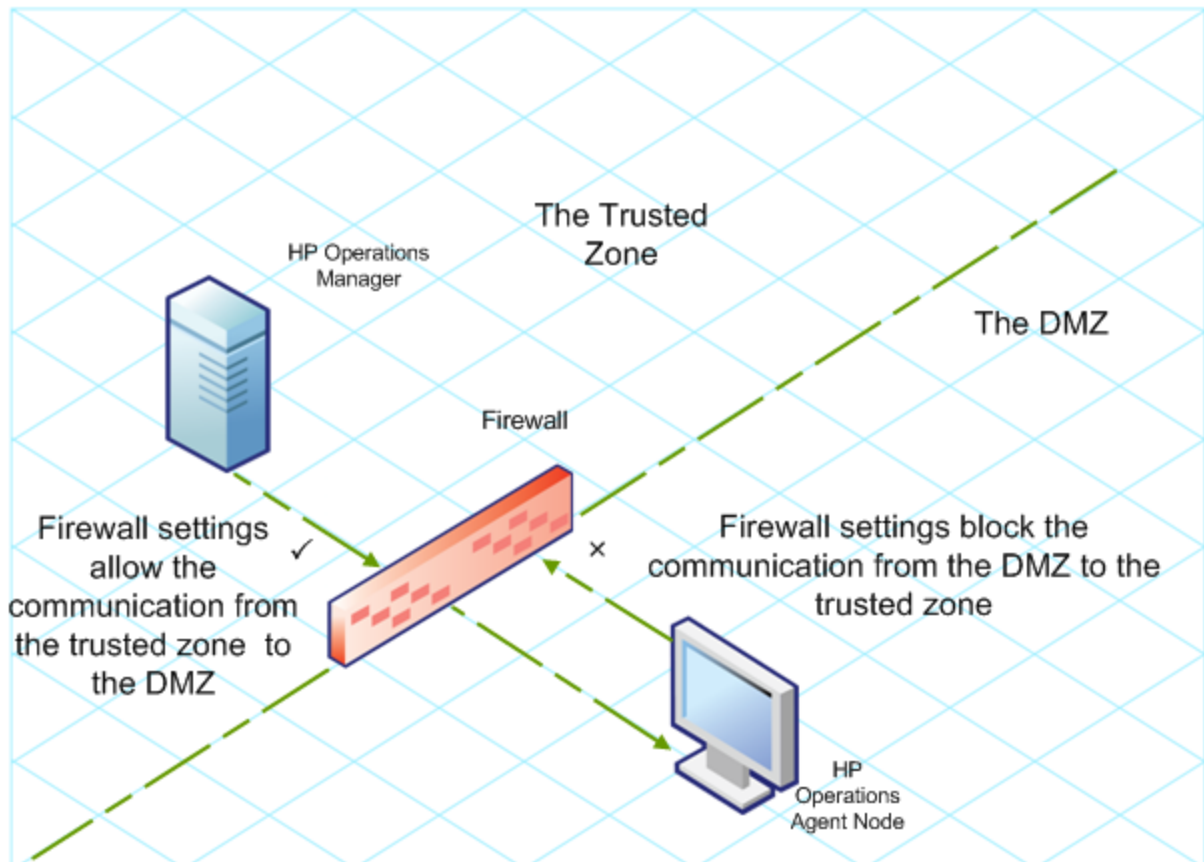 The Trusted
Zone
HP Operations
Manager
The DMZ
Firewall
Firewall settings
allow the
communication from
the trusted zone to
the DMZ
✓
×
Firewall settings block the
communication from the DMZ to the
trusted zone
HP
Operations
Agent Node